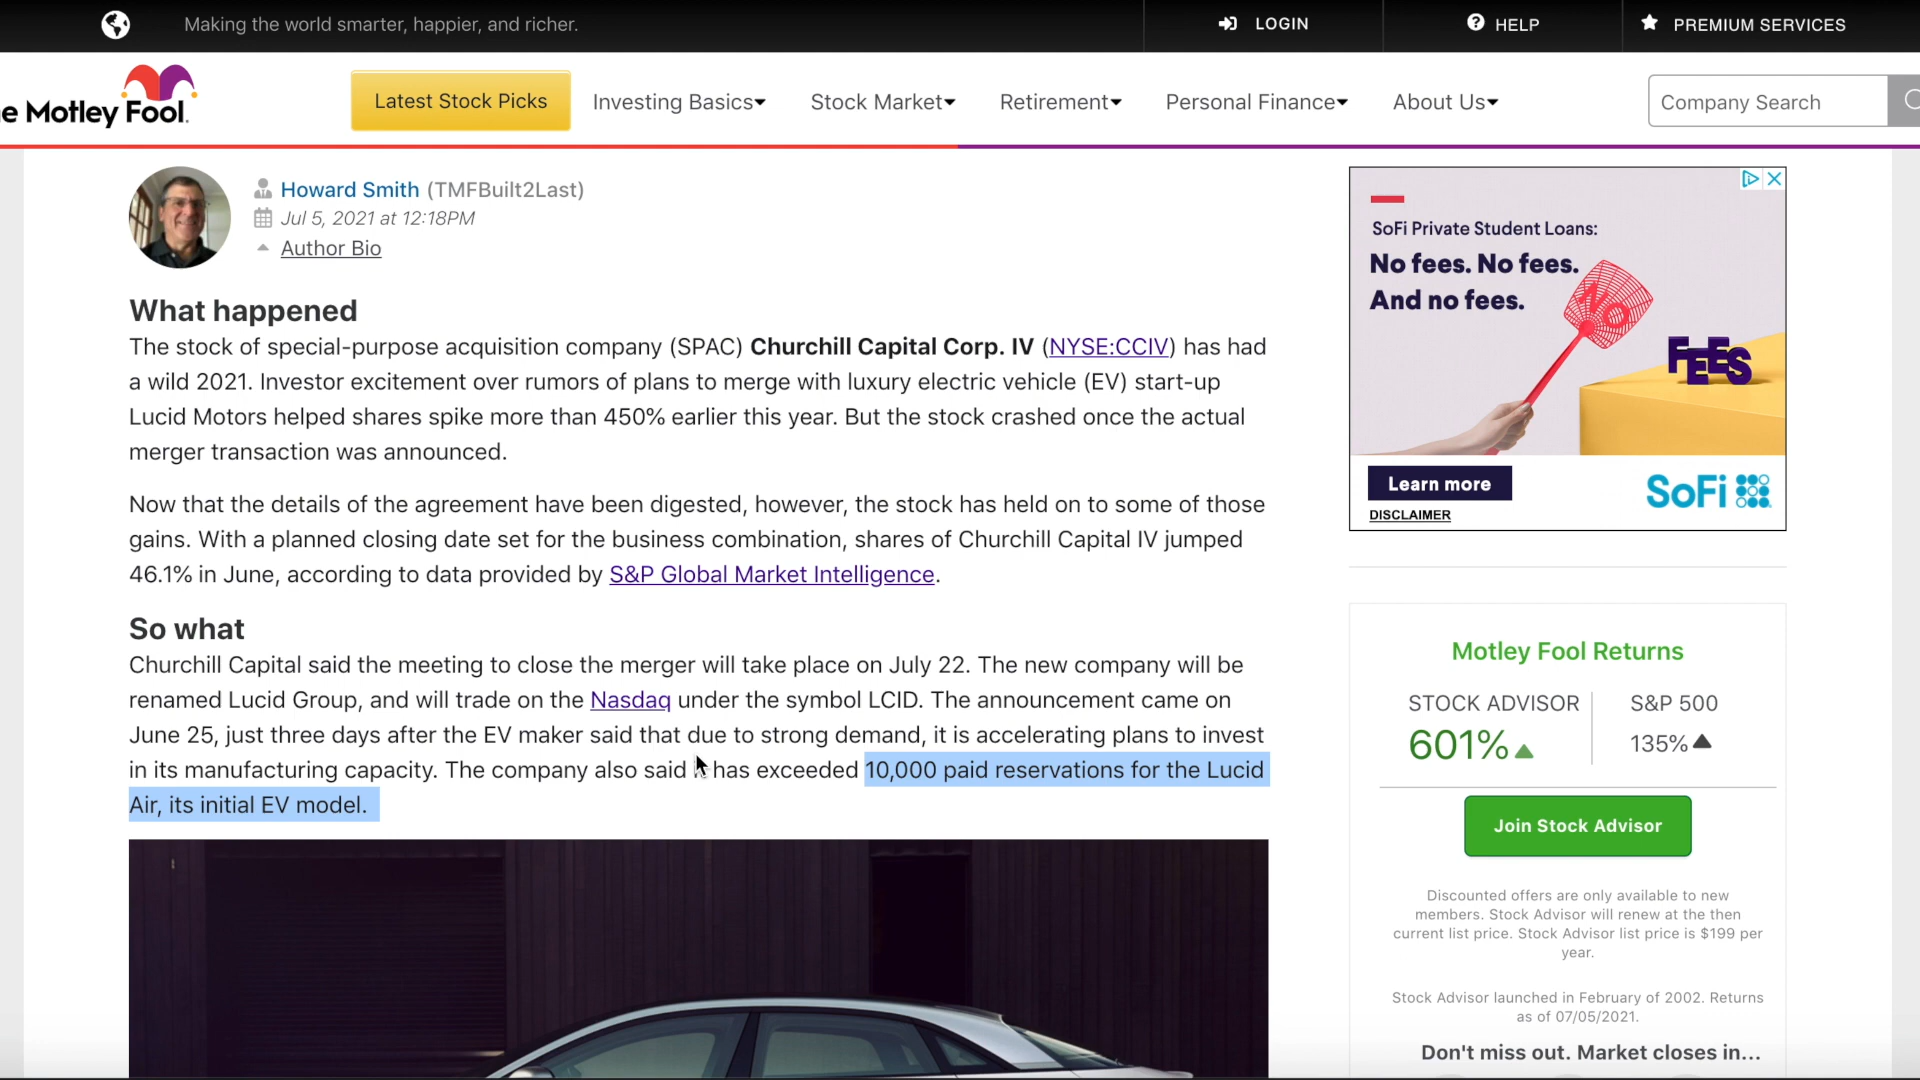 Making the world smarter, happier, and richer.
LOGIN
HELP
PREMIUM SERVICES
e Motley Fool.
Latest Stock Picks
Investing Basics
Stock Market
Retirement
Personal Finance
About Us
Company Search
Howard Smith (TMFBuilt2Last)
Jul 5, 2021 at 12:18PM
Author Bio
What happened
The stock of special-purpose acquisition company (SPAC) Churchill Capital Corp. IV (NYSE:CCIV) has had
a wild 2021. Investor excitement over rumors of plans to merge with luxury electric vehicle (EV) start-up
Lucid Motors helped shares spike more than 450% earlier this year. But the stock crashed once the actual
merger transaction was announced.
Now that the details of the agreement have been digested, however, the stock has held on to some of those
gains. With a planned closing date set for the business combination, shares of Churchill Capital IV jumped
46.1% in June, according to data provided by S&P Global Market Intelligence.
So what
Churchill Capital said the meeting to close the merger will take place on July 22. The new company will be
renamed Lucid Group, and will trade on the Nasdaq under the symbol LCID. The announcement came on
June 25, just three days after the EV maker said that due to strong demand, it is accelerating plans to invest
in its manufacturing capacity. The company also said has exceeded 10,000 paid reservations for the Lucid
Air, its initial EV model.
SoFi Private Student Loans:
No fees. No fees.
And no fees.
NO
FEES
Learn more
SoFi
DISCLAIMER
Motley Fool Returns
STOCK ADVISOR
S&P 500
601%
135%
Join Stock Advisor
Discounted offers are only available to new
members. Stock Advisor will renew at the then
current list price. Stock Advisor list price is $199 per
year.
Stock Advisor launched in February of 2002. Returns
as of 07/05/2021.
Don't miss out. Market closes in...